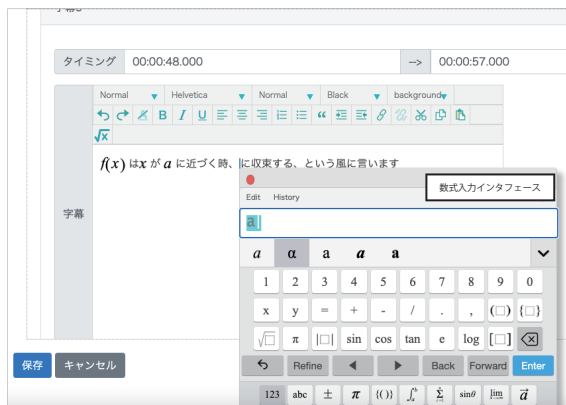 タイミング 00:00:48.000 --> 00:00:57.000
Normal Helvetica Normal Black background
B I U
√x
f(x) はx が a に近づく時、に収束する、という風に言います
字幕
数式入力インタフェース
Edit History
a
a α a a a
1 2 3 4 5 6 7 8 9 0
x y = + - / . , (□) {□}
√□ π |□| sin cos tan e log [□]
Refine Back Forward Enter
123 abc ± π {()} ∫ₐᵇ Σ sinθ lim a⃗
保存 キャンセル